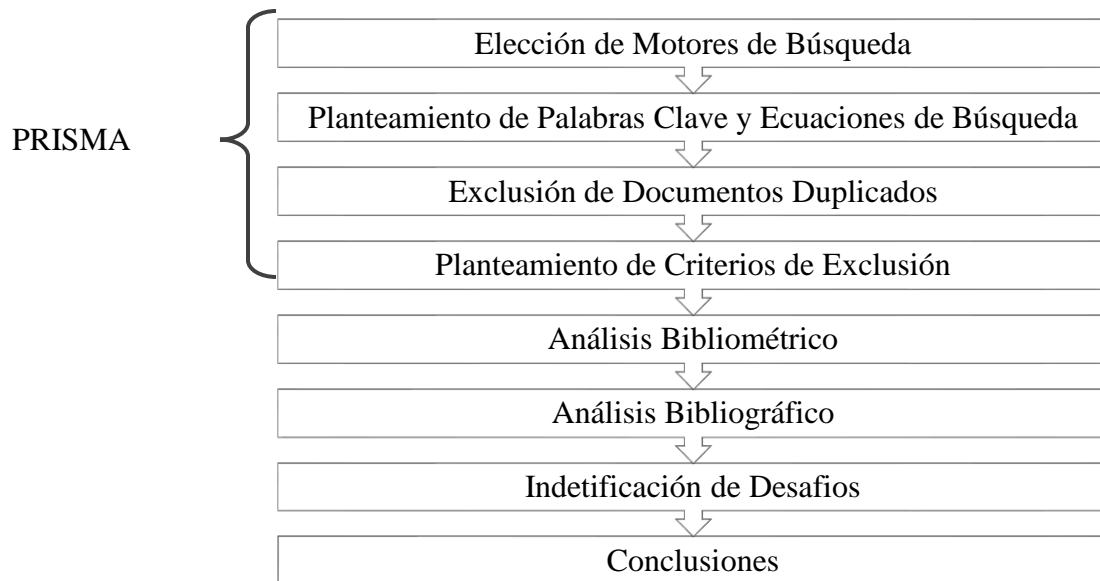 PRISMA
Elección de Motores de Búsqueda
Planteamiento de Palabras Clave y Ecuaciones de Búsqueda
Exclusión de Documentos Duplicados
Planteamiento de Criterios de Exclusión
Análisis Bibliométrico
Análisis Bibliográfico
Indetificación de Desafios
Conclusiones